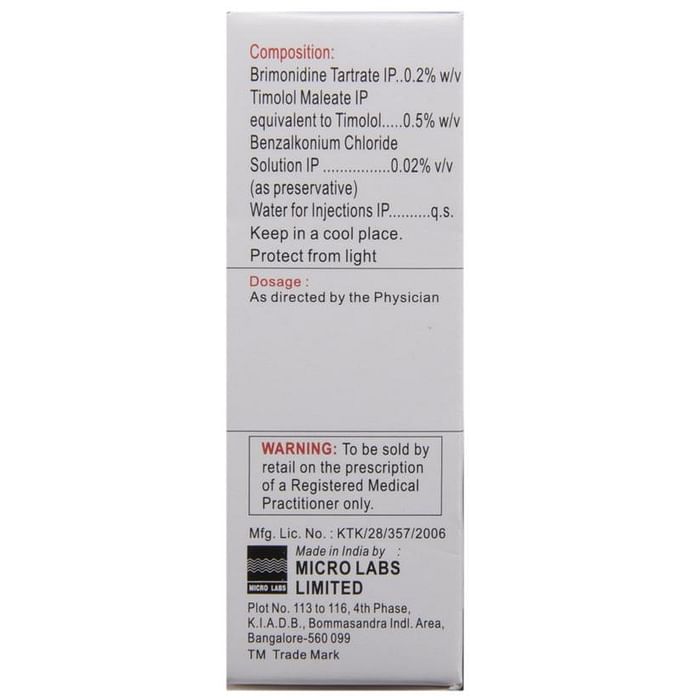 Composition:
Brimonidine Tartrate IP..0.2% w/v
Timolol Maleate IP
equivalent to Timolol.....0.5% w/v
Benzalkonium Chloride
Solution IP ................0.02% v/v
(as preservative)
Water for Injections IP..........q.s.
Keep in a cool place.
Protect from light
Dosage :
As directed by the Physician
WARNING: To be sold by
retail on the prescription
of a Registered Medical
Practitioner only.
Mfg. Lic. No. : KTK/28/357/2006
Made in India by :
MICRO LABS
LIMITED
MICRO LABS
Plot No. 113 to 116, 4th Phase,
K.I.A.D.B., Bommasandra Indl. Area,
Bangalore-560 099
TM Trade Mark